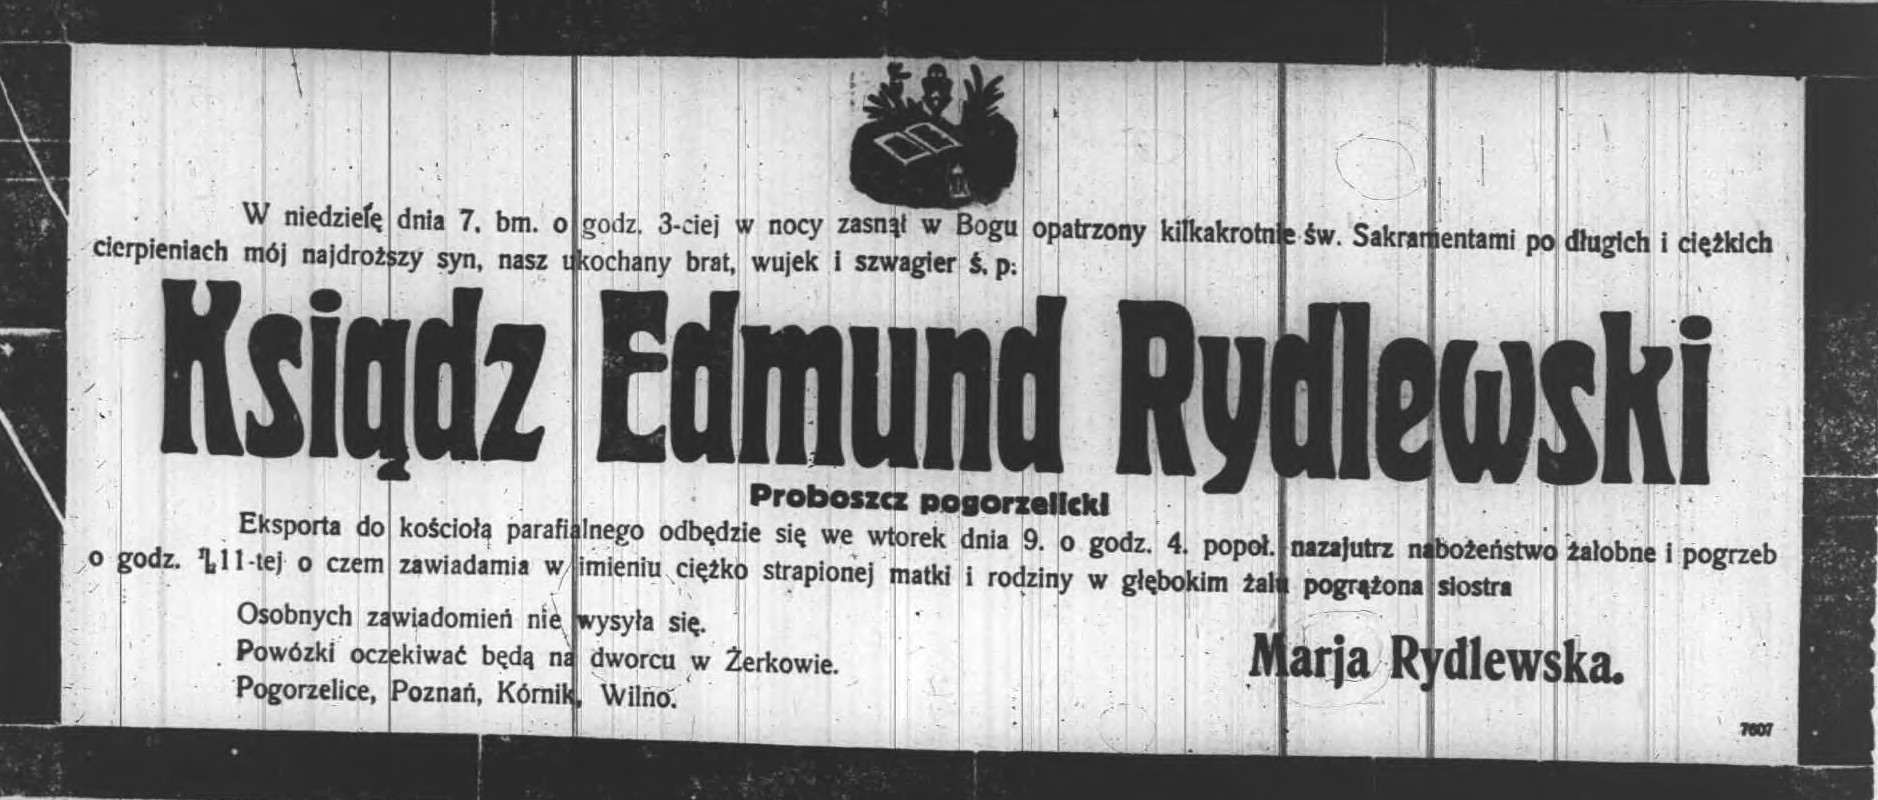 W niedzielę dnia 7. bm. o godz. 3-ciej w nocy zasnął w Bogu opatrzony kilkakrotnie św. Sakramentami po długich i ciężkich
cierpieniach mój najdroższy syn, nasz ukochany brat, wujek i szwagier ś. p:
Ksiądz Edmund Rydlewski
Proboszcz pogorzelicki
Eksporta do kościołą parafialnego odbędzie się we wtorek dnia 9. o godz. 4. popoł. nazajutrz nabożeństwo żałobne i pogrzeb
o godz. 11-tej o czem zawiadamia w imieniu ciężko strapionej matki i rodziny w głębokim żalu pogrążona siostra
Osobnych zawiadomień nie wysyła się.
Powózki oczekiwać będą na dworcu w Żerkowie.
Pogorzelice, Poznań, Kórnik, Wilno.
Marja Rydlewska.
7607